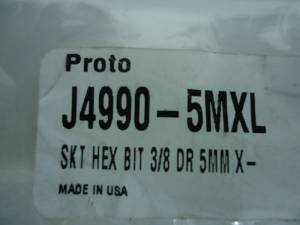 Proto
J4990-5MXL
SKT HEX BIT 3/8 DR 5MM X-
MADE IN USA